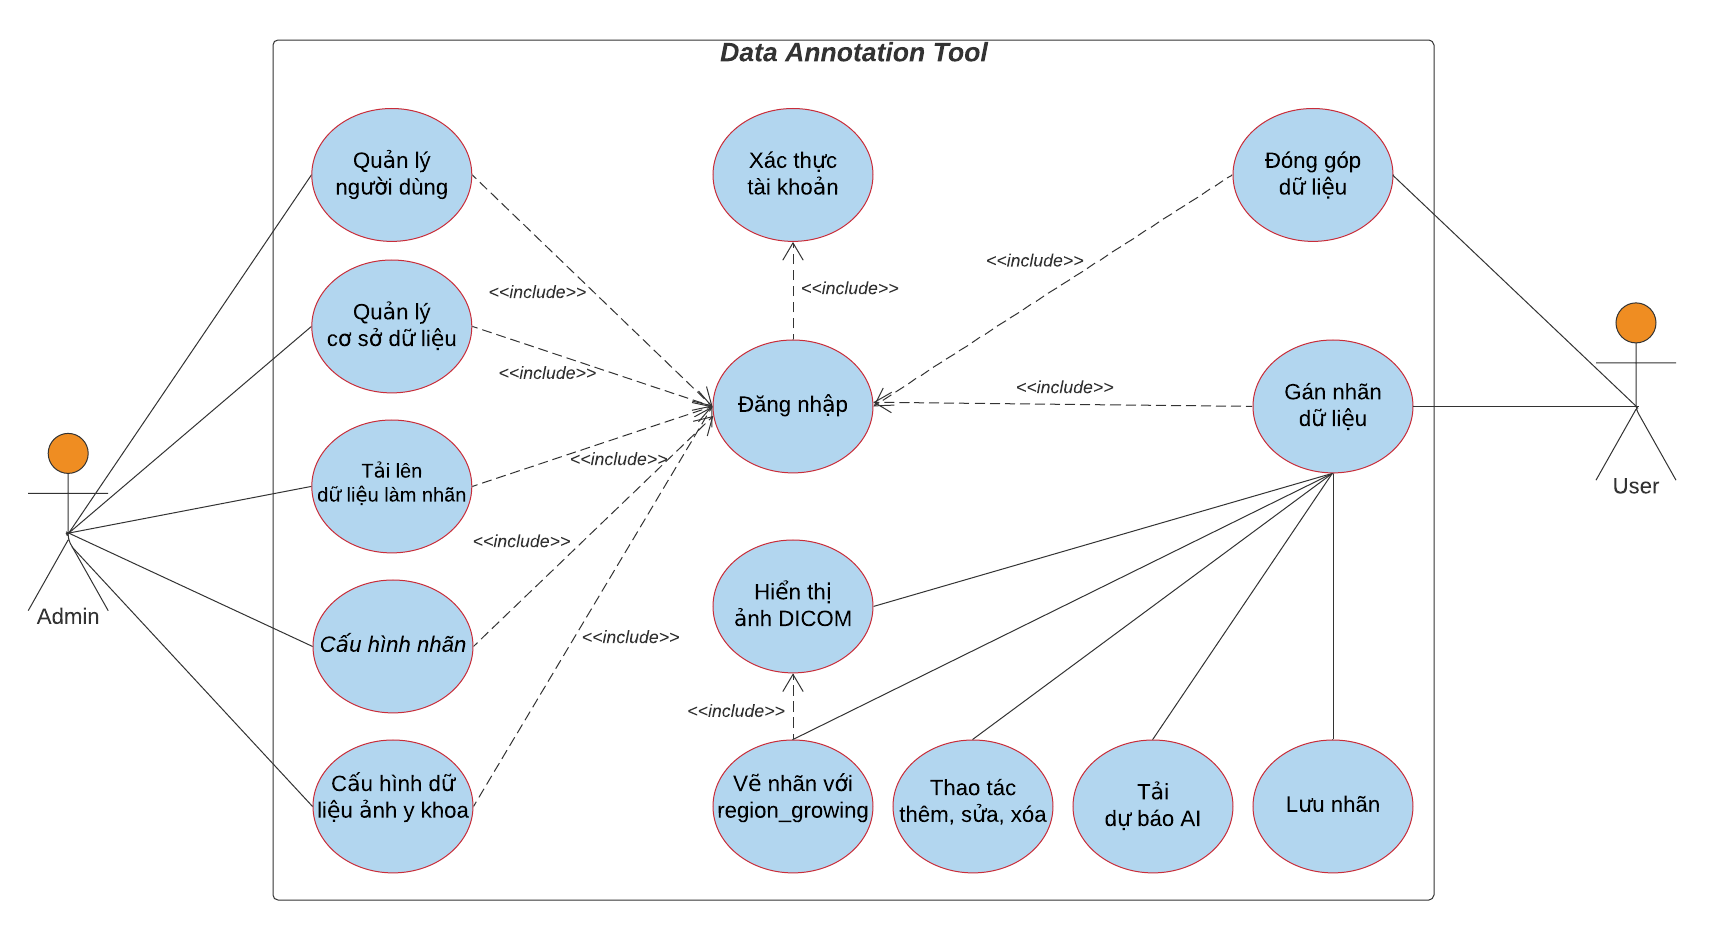 Data Annotation Tool
Quản lý
người dùng
Xác thực
tài khoản
Đóng góp
dữ liệu
<<include>>
<<include>>
<<include>>
Quản lý
cơ sở dữ liệu
<<include>>
<<include>>
Đăng nhập
Gán nhãn
dữ liệu
Tải lên
dữ liệu làm nhãn
<<include>>
User
<<include>>
Admin
Hiển thị
ảnh DICOM
Cấu hình nhãn
<<include>>
<<include>>
Cấu hình dữ
liệu ảnh y khoa
Vẽ nhãn với
region_growing
Thao tác
thêm, sửa, xóa
Tải
dự báo AI
Lưu nhãn